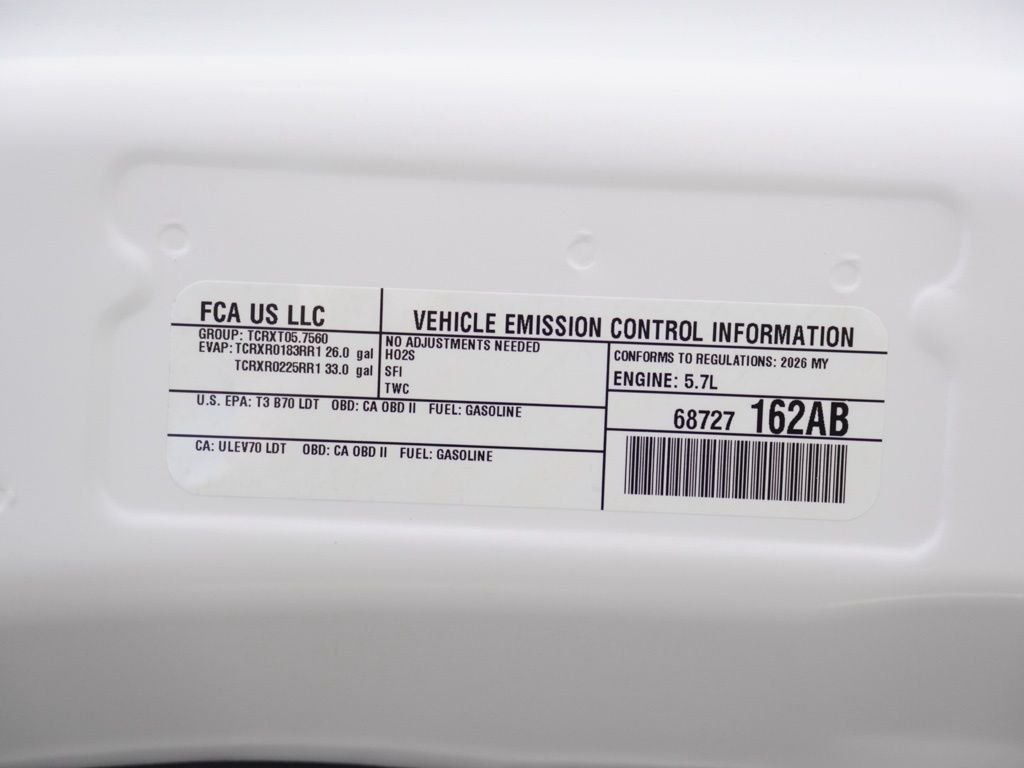 FCA US LLC
VEHICLE EMISSION CONTROL INFORMATION
GROUP: TCRXT05.7560
EVAP: TCRXR0183RR1 26.0 gal
TCRXR0225RR1 33.0 gal
NO ADJUSTMENTS NEEDED
HO2S
SFI
TWC
CONFORMS TO REGULATIONS: 2026 MY
ENGINE: 5.7L
U.S. EPA: T3 B70 LDT OBD: CA OBD II FUEL: GASOLINE
CA: ULEV70 LDT OBD: CA OBD II FUEL: GASOLINE
68727 162AB